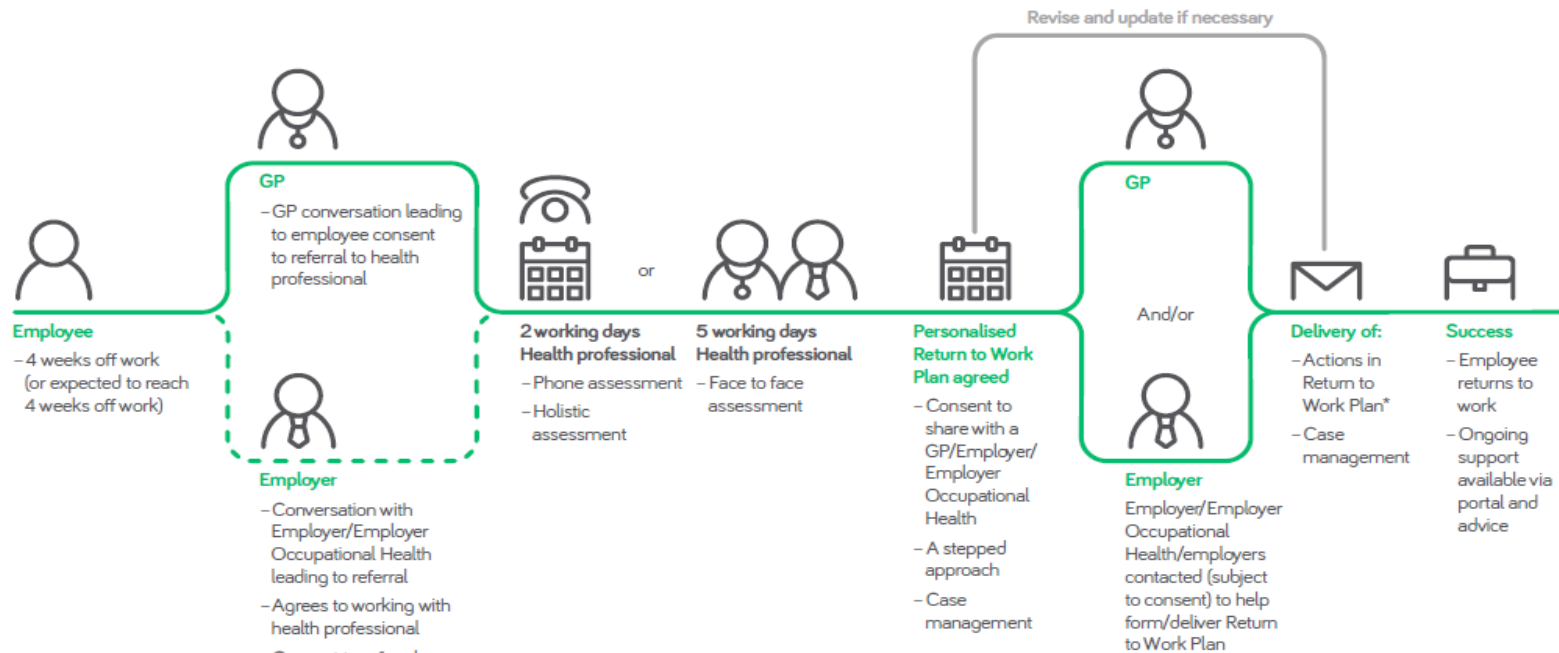 Revise and update if necessary
GP
–GP conversation leading
to employee consent
to referral to health
professional
Employee
– 4 weeks off work
(or expected to reach
4 weeks off work)
Employer
–Conversation with
Employer/Employer
Occupational Health
leading to referral
–Agrees to working with
health professional
or
2 working days
Health professional
–Phone assessment
–Holistic
assessment
5 working days
Health professional
– Face to face
assessment
Personalised
Return to Work
Plan agreed
– Consent to
share with a
GP/Employer/
Employer
Occupational
Health
– A stepped
approach
– Case
management
GP
And/or
Employer
Employer/Employer
Occupational
Health/employers
contacted (subject
to consent) to help
form/deliver Return
to Work Plan
Delivery of:
–Actions in
Return to
Work Plan*
–Case
management
Success
– Employee
returns to
work
– Ongoing
support
available via
portal and
advice